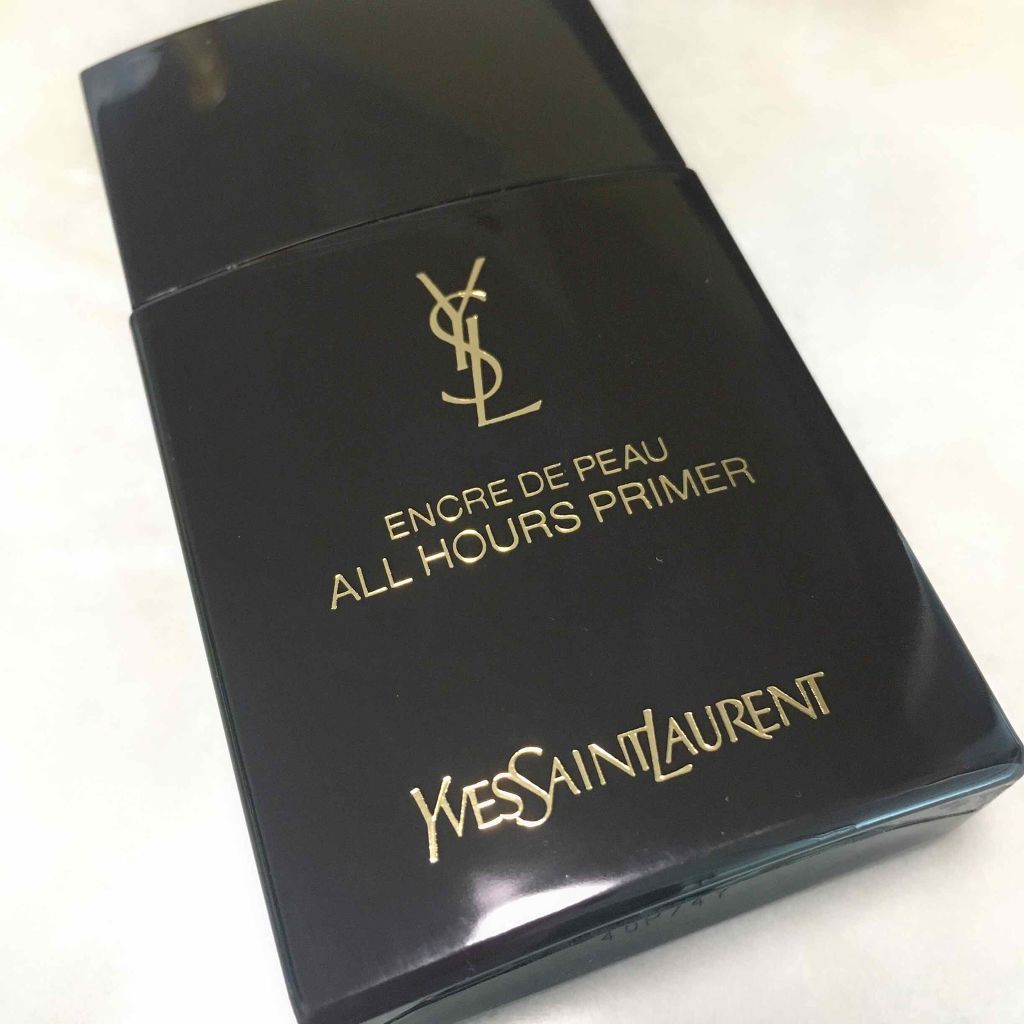 YSL
ENCRE DE PEAU
ALL HOURS PRIMER
YVESSAINTLAURENT